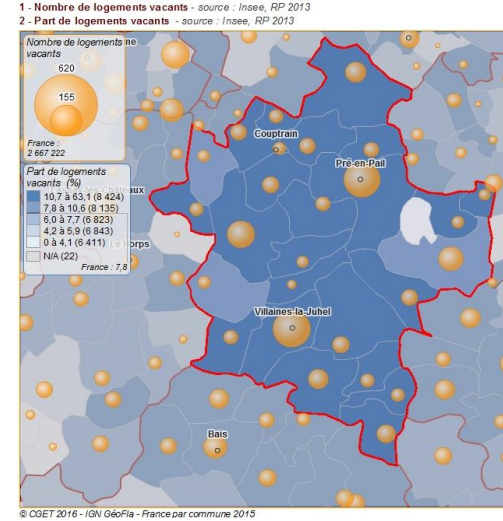 1 - Nombre de logements vacants - source : Insee, RP 2013
2 - Part de logements vacants - source : Insee, RP 2013
Nombre de logements
vacants
620
155
France :
2 667 222
Part de logements
vacants (%)
10,7 à 63,1 (8 424)
7,8 à 10,6 (8 135)
6,0 à 7,7 (6 823)
4,2 à 5,9 (6 843)
0 à 4,1 (6 411)
N/A (22)
France : 7,8
Couptrain
Pré-en-Pail
Villaines-la-Juhel
Bais
© CGET 2016 - IGN GéoFla - France par commune 2015